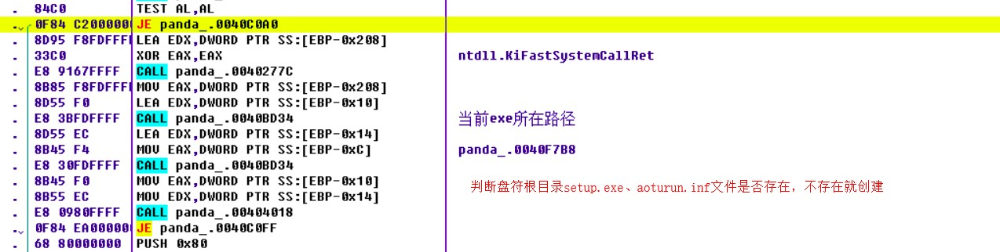 84C0 TEST AL,AL
0F84 C2000000 JE panda_.0040C0A0
8D95 F8FDFFFF LEA EDX,DWORD PTR SS:[EBP-0x208]
33C0 XOR EAX,EAX ntdll.KiFastSystemCallRet
E8 9167FFFF CALL panda_.0040277C
8B85 F8FDFFFF MOV EAX,DWORD PTR SS:[EBP-0x208]
8D55 F0 LEA EDX,DWORD PTR SS:[EBP-0x10]
E8 3BFDFFFF CALL panda_.0040BD34 当前exe所在路径
8D55 EC LEA EDX,DWORD PTR SS:[EBP-0x14]
8B45 F4 MOV EAX,DWORD PTR SS:[EBP-0xC] panda_.0040F7B8
E8 30FDFFFF CALL panda_.0040BD34
8B45 F0 MOV EAX,DWORD PTR SS:[EBP-0x10] 判断盘符根目录setup.exe、aoturun.inf文件是否存在，不存在就创建
8B55 EC MOV EDX,DWORD PTR SS:[EBP-0x14]
E8 0980FFFF CALL panda_.00404018
0F84 EA000000 JE panda_.0040C0FF
68 80000000 PUSH 0x80